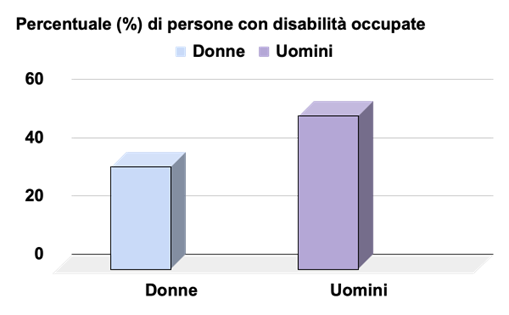 Percentuale (%) di persone con disabilità occupate
Donne Uomini
60
40
20
0
Donne Uomini